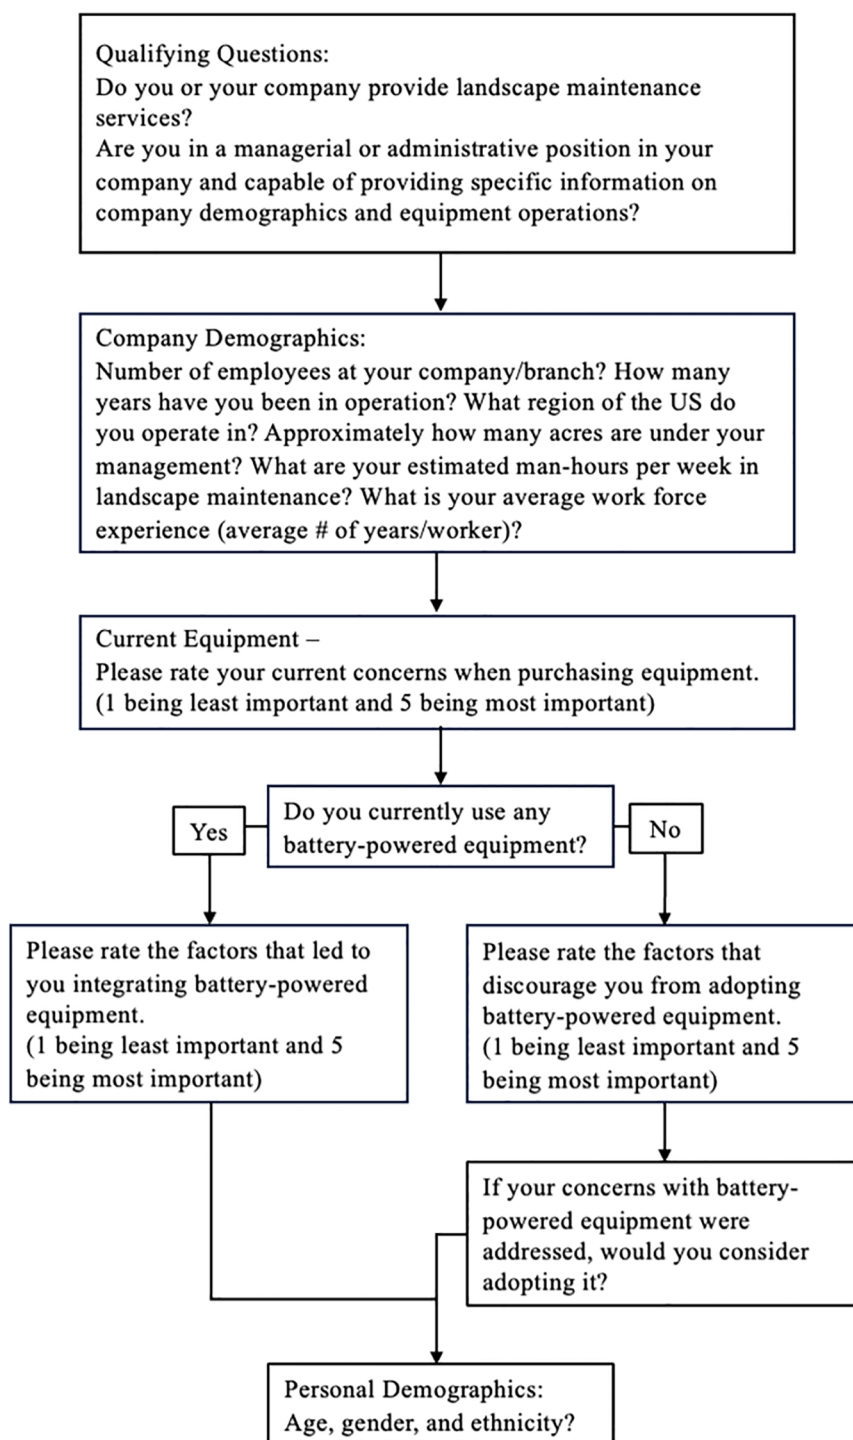 Qualifying Questions:
Do you or your company provide landscape maintenance
services?
Are you in a managerial or administrative position in your
company and capable of providing specific information on
company demographics and equipment operations?
Company Demographics:
Number of employees at your company/branch? How many
years have you been in operation? What region of the US do
you operate in? Approximately how many acres are under your
management? What are your estimated man-hours per week in
landscape maintenance? What is your average work force
experience (average # of years/worker)?
Current Equipment –
Please rate your current concerns when purchasing equipment.
(1 being least important and 5 being most important)
Do you currently use any
battery-powered equipment?
Yes
No
Please rate the factors that led to
you integrating battery-powered
equipment.
(1 being least important and 5
being most important)
Please rate the factors that
discourage you from adopting
battery-powered equipment.
(1 being least important and 5
being most important)
If your concerns with battery-
powered equipment were
addressed, would you consider
adopting it?
Personal Demographics:
Age, gender, and ethnicity?